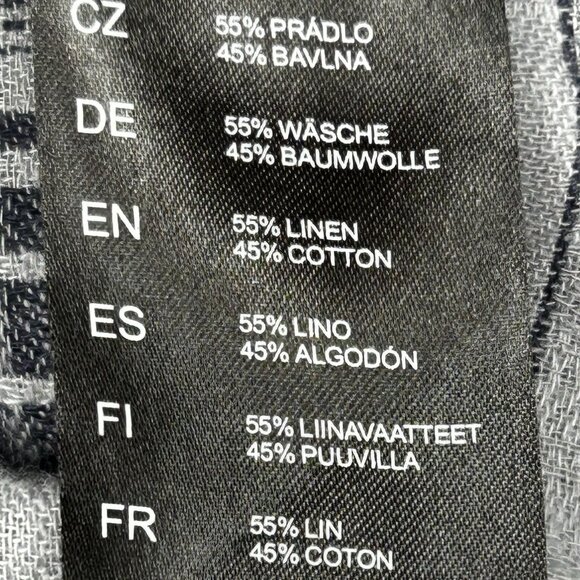 CZ 55% PRÁDLO
45% BAVLNA
DE 55% WÄSCHE
45% BAUMWOLLE
EN 55% LINEN
45% COTTON
ES 55% LINO
45% ALGODÓN
FI 55% LIINAVAATTEET
45% PUUVILLA
FR 55% LIN
45% COTON